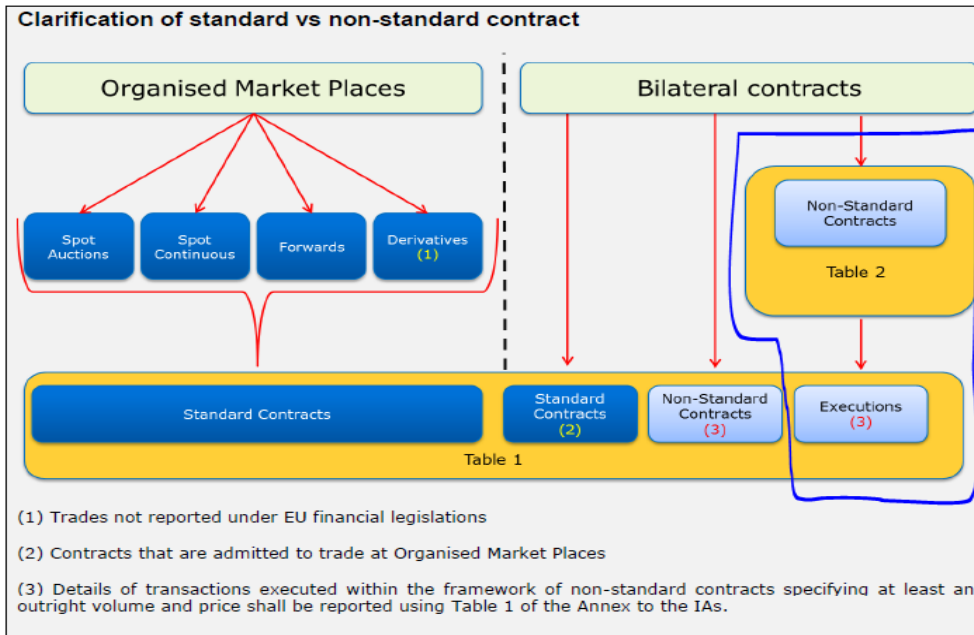 Clarification of standard vs non-standard contract
Organised Market Places
Bilateral contracts
Spot
Auctions
Spot
Continuous
Forwards
Derivatives
(1)
Non-Standard
Contracts
Table 2
Standard Contracts
Standard
Contracts
(2)
Non-Standard
Contracts
(3)
Executions
(3)
Table 1
(1) Trades not reported under EU financial legislations
(2) Contracts that are admitted to trade at Organised Market Places
(3) Details of transactions executed within the framework of non-standard contracts specifying at least an
outright volume and price shall be reported using Table 1 of the Annex to the IAs.